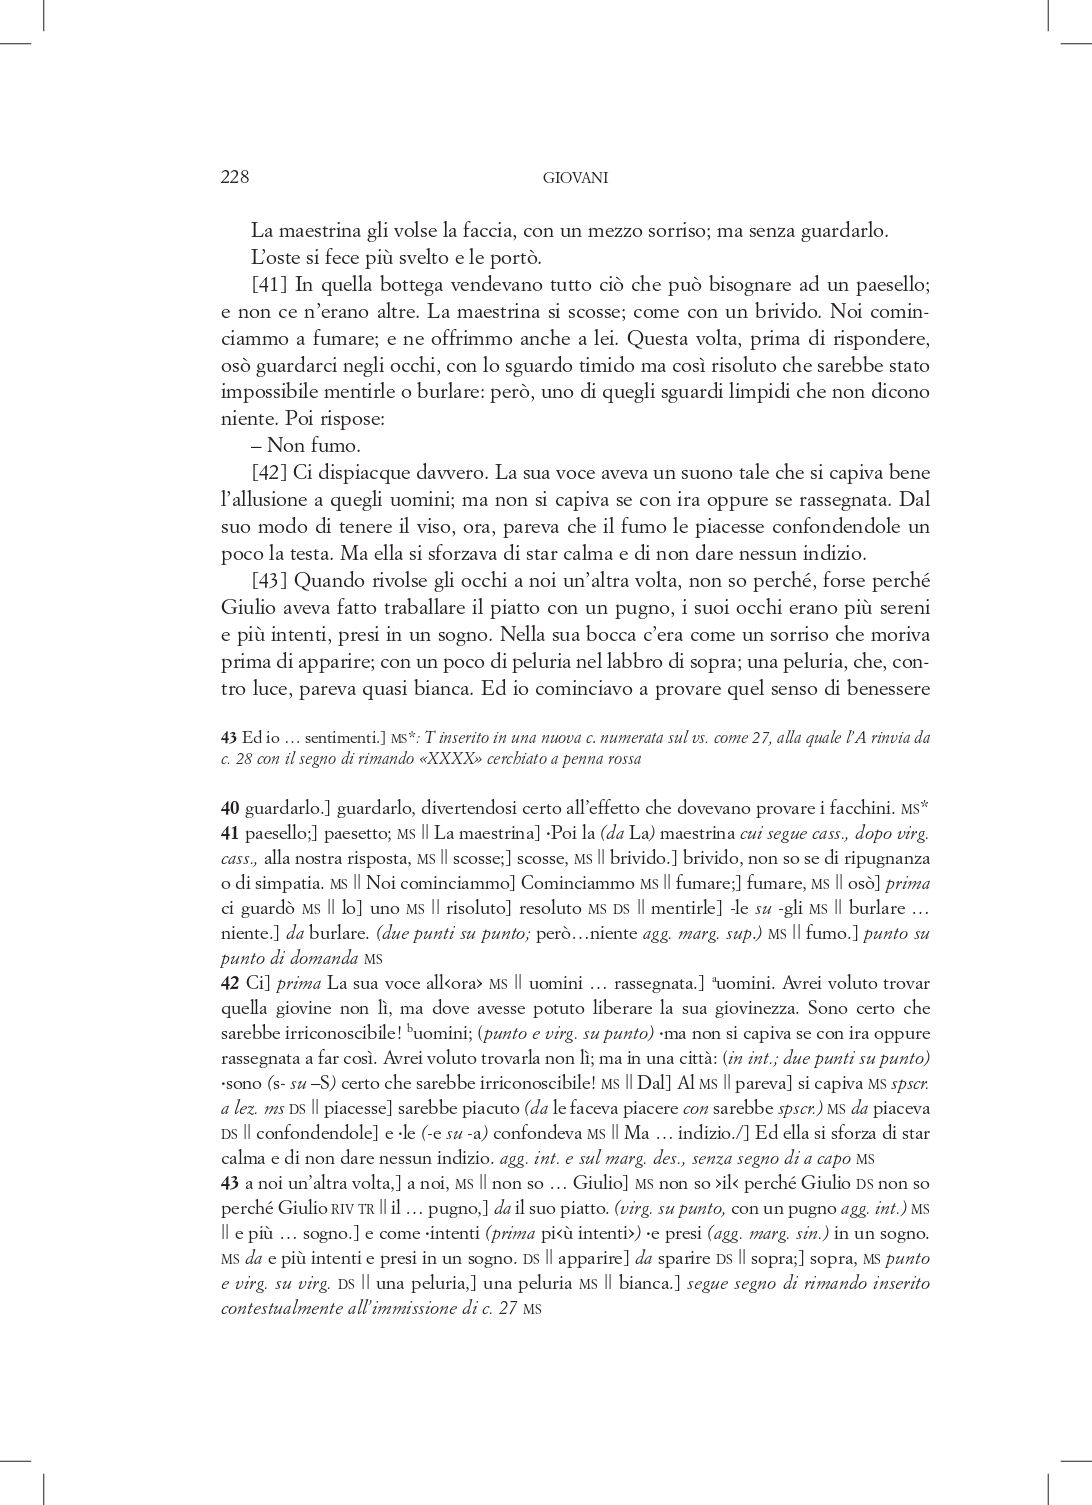 228
GIOVANI
La maestrina gli volse la faccia, con un mezzo sorriso; ma senza guardarlo.
L’oste si fece più svelto e le portò.
[41] In quella bottega vendevano tutto ciò che può bisognare ad un paesello;
e non ce n’erano altre. La maestrina si scosse; come con un brivido. Noi comin-
ciammo a fumare; e ne offrimmo anche a lei. Questa volta, prima di rispondere,
osò guardarci negli occhi, con lo sguardo timido ma così risoluto che sarebbe stato
impossibile mentirle o burlare: però, uno di quegli sguardi limpidi che non dicono
niente. Poi rispose:
– Non fumo.
[42] Ci dispiacque davvero. La sua voce aveva un suono tale che si capiva bene
l’allusione a quegli uomini; ma non si capiva se con ira oppure se rassegnata. Dal
suo modo di tenere il viso, ora, pareva che il fumo le piacesse confondendole un
poco la testa. Ma ella si sforzava di star calma e di non dare nessun indizio.
[43] Quando rivolse gli occhi a noi un’altra volta, non so perché, forse perché
Giulio aveva fatto traballare il piatto con un pugno, i suoi occhi erano più sereni
e più intenti, presi in un sogno. Nella sua bocca c’era come un sorriso che moriva
prima di apparire; con un poco di peluria nel labbro di sopra; una peluria, che, con-
tro luce, pareva quasi bianca. Ed io cominciavo a provare quel senso di benessere
43 Ed io … sentimenti.] MS*: T inserito in una nuova c. numerata sul vs. come 27, alla quale l’A rinvia da
c. 28 con il segno di rimando «XXXX» cerchiato a penna rossa
40 guardarlo.] guardarlo, divertendosi certo all’effetto che dovevano provare i facchini. MS*
41 paesello;] paesetto; MS || La maestrina] ·Poi la (da La) maestrina cui segue cass., dopo virg.
cass., alla nostra risposta, MS || scosse;] scosse, MS || brivido.] brivido, non so se di ripugnanza
o di simpatia. MS || Noi cominciammo] Cominciammo MS || fumare;] fumare, MS || osò] prima
ci guardò MS || lo] uno MS || risoluto] resoluto MS DS || mentirle] -le su -gli MS || burlare …
niente.] da burlare. (due punti su punto; però…niente agg. marg. sup.) MS || fumo.] punto su
punto di domanda MS
42 Ci] prima La sua voce all‹ora› MS || uomini … rassegnata.] ᵃuomini. Avrei voluto trovar
quella giovine non lì, ma dove avesse potuto liberare la sua giovinezza. Sono certo che
sarebbe irriconoscibile! ᵇuomini; (punto e virg. su punto) ·ma non si capiva se con ira oppure
rassegnata a far così. Avrei voluto trovarla non lì; ma in una città: (in int.; due punti su punto)
·sono (s- su –S) certo che sarebbe irriconoscibile! MS || Dal] Al MS || pareva] si capiva MS spscr.
a lez. ms DS || piacesse] sarebbe piacuto (da le faceva piacere con sarebbe spscr.) MS da piaceva
DS || confondendole] e ·le (-e su -a) confondeva MS || Ma … indizio./] Ed ella si sforza di star
calma e di non dare nessun indizio. agg. int. e sul marg. des., senza segno di a capo MS
43 a noi un’altra volta,] a noi, MS || non so … Giulio] MS non so ›il‹ perché Giulio DS non so
perché Giulio RIV TR || il … pugno,] da il suo piatto. (virg. su punto, con un pugno agg. int.) MS
|| e più … sogno.] e come ·intenti (prima pi‹ù intenti›) ·e presi (agg. marg. sin.) in un sogno.
MS da e più intenti e presi in un sogno. DS || apparire] da sparire DS || sopra;] sopra, MS punto
e virg. su virg. DS || una peluria,] una peluria MS || bianca.] segue segno di rimando inserito
contestualmente all’immissione di c. 27 MS